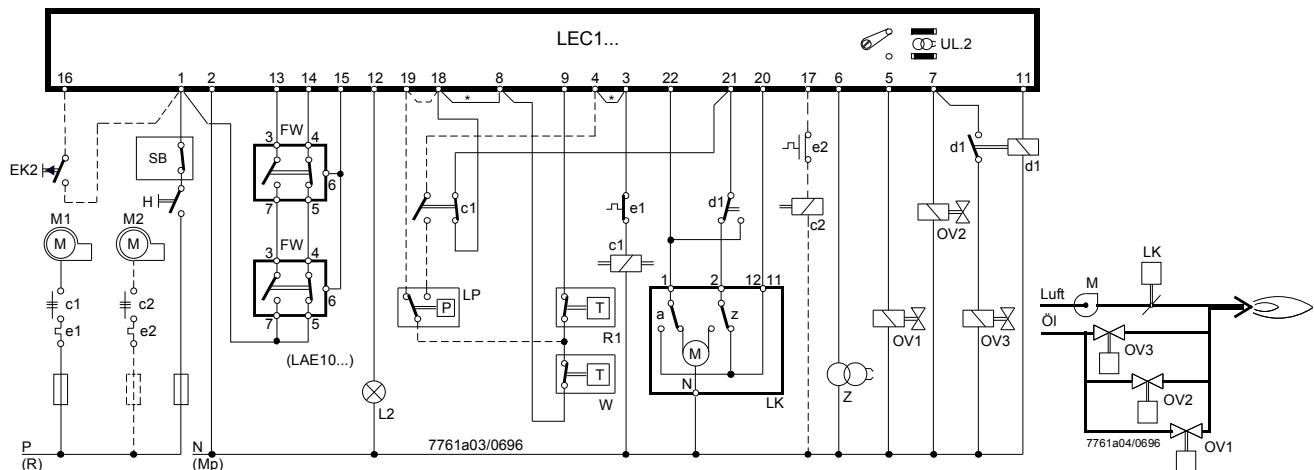 LEC1...
UL.2
16 1 2 13 14 15 12 19 18 8 9 4 3 22 21 20 17 6 5 7 11
* *
3 FW 4
EK2
SB
6
e2
d1
d1
H
7 5
c1
e1
d1
M1 M2
c2
OV2
M M
3 FW 4
c1
LK
6
LP
1 2 12 11
Luft
M
c1 c2
P
T
a z
Öl
e1 e2
7 5
R1
M
OV1
OV3
OV3
(LAE10...)
T
N
Z
OV2
L2
W
LK
P
(R)
N
(Mp)
7761a03/0696
7761a04/0696
OV1